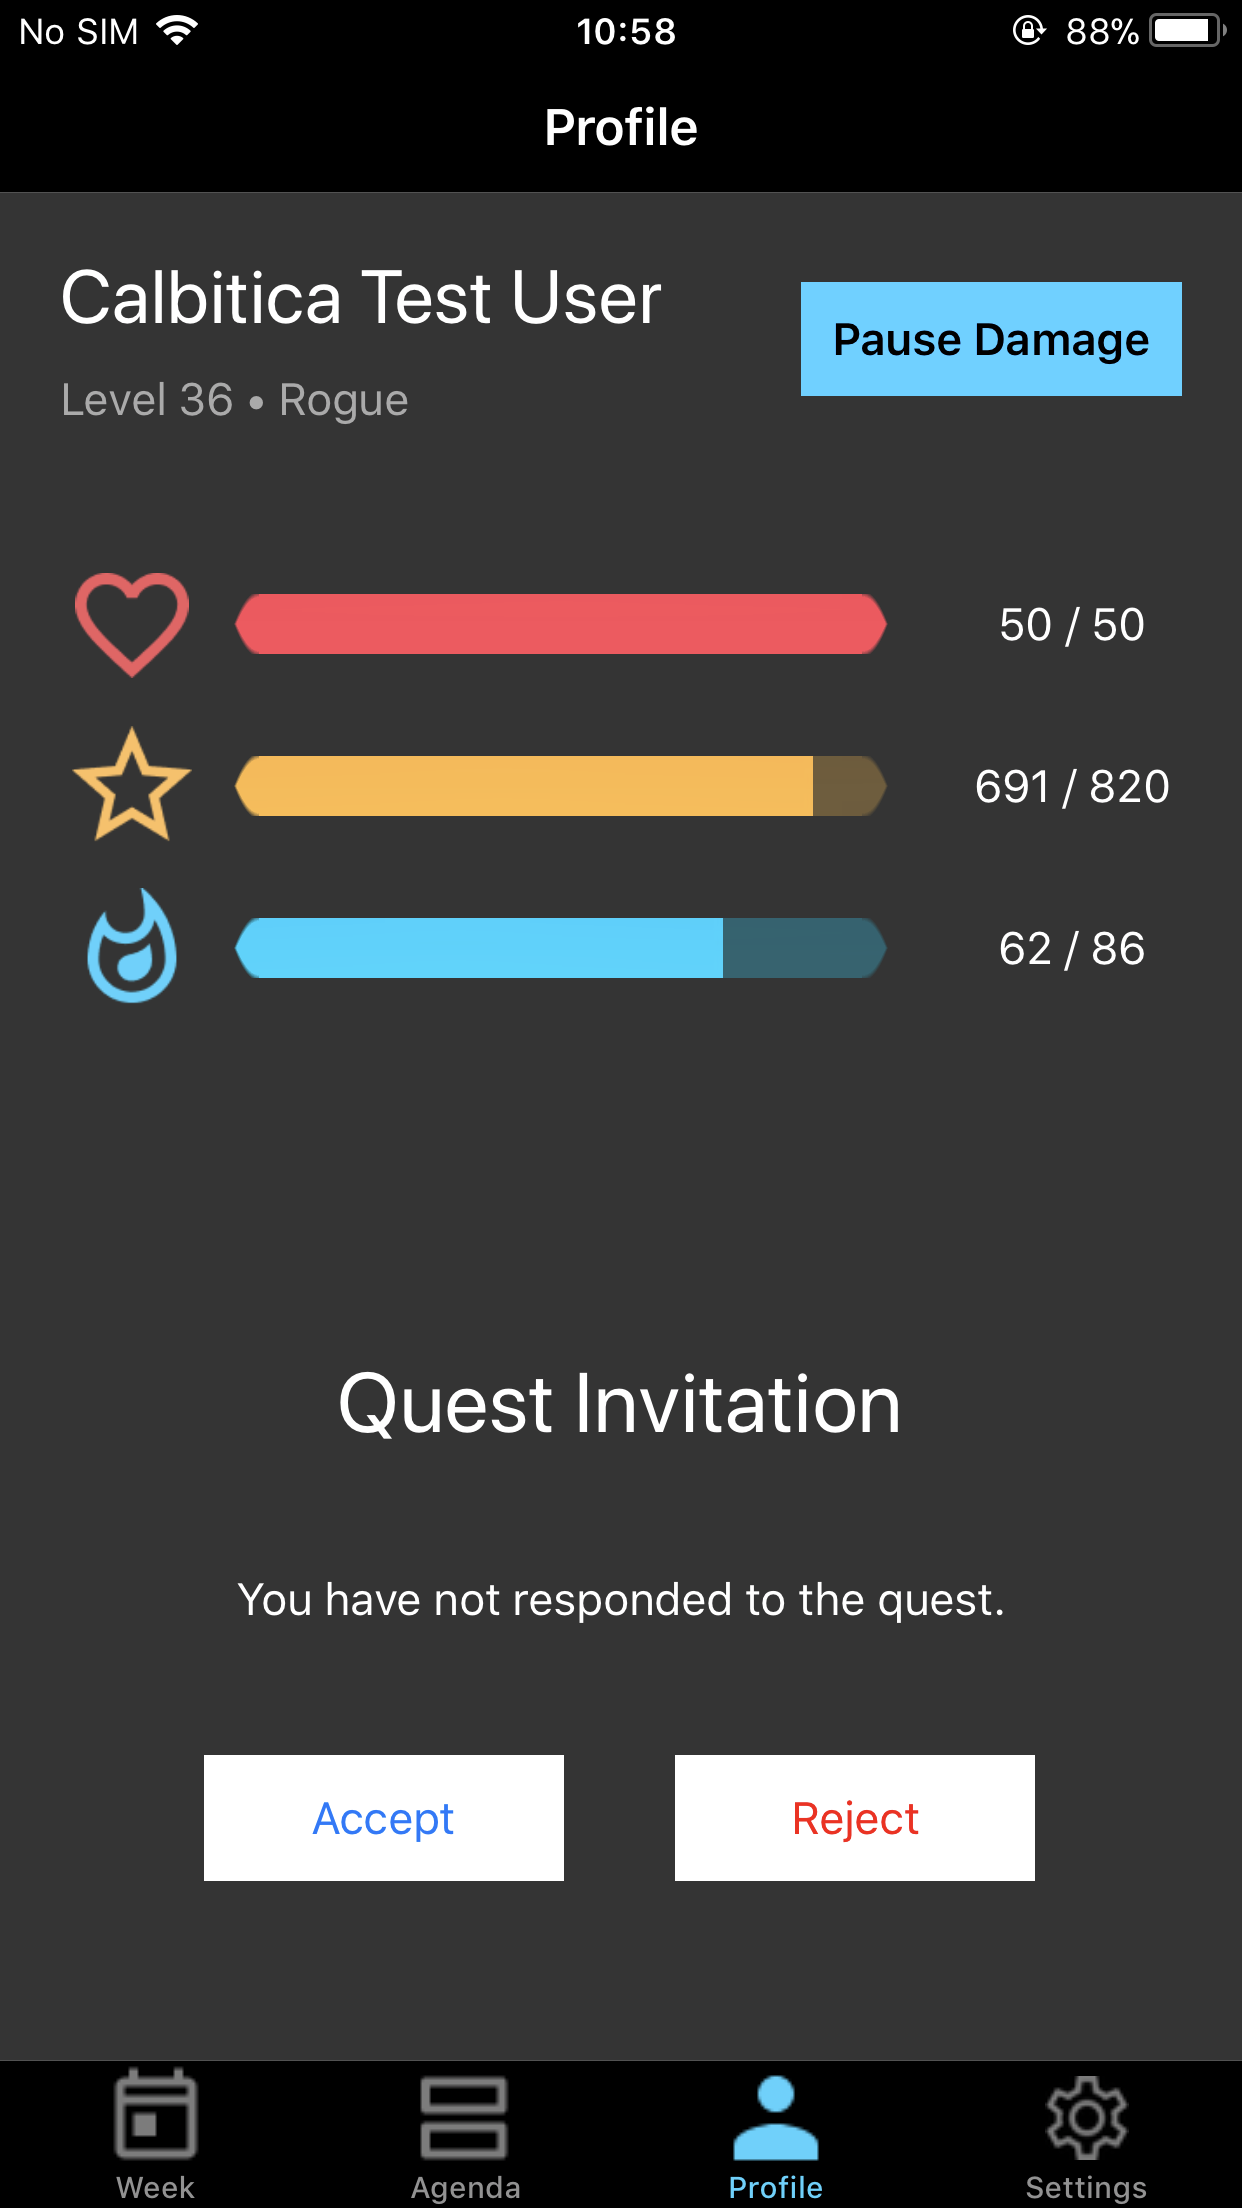 No SIM 10:58 88%
Profile
Calbitica Test User
Pause Damage
Level 36 • Rogue
50 / 50
691 / 820
62 / 86
Quest Invitation
You have not responded to the quest.
Accept Reject
Week Agenda Profile Settings